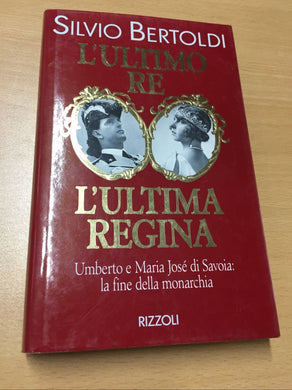 SILVIO BERTOLDI
L'ULTIMO
RE
L'ULTIMA
REGINA
Umberto e Maria José di Savoia:
la fine della monarchia
RIZZOLI